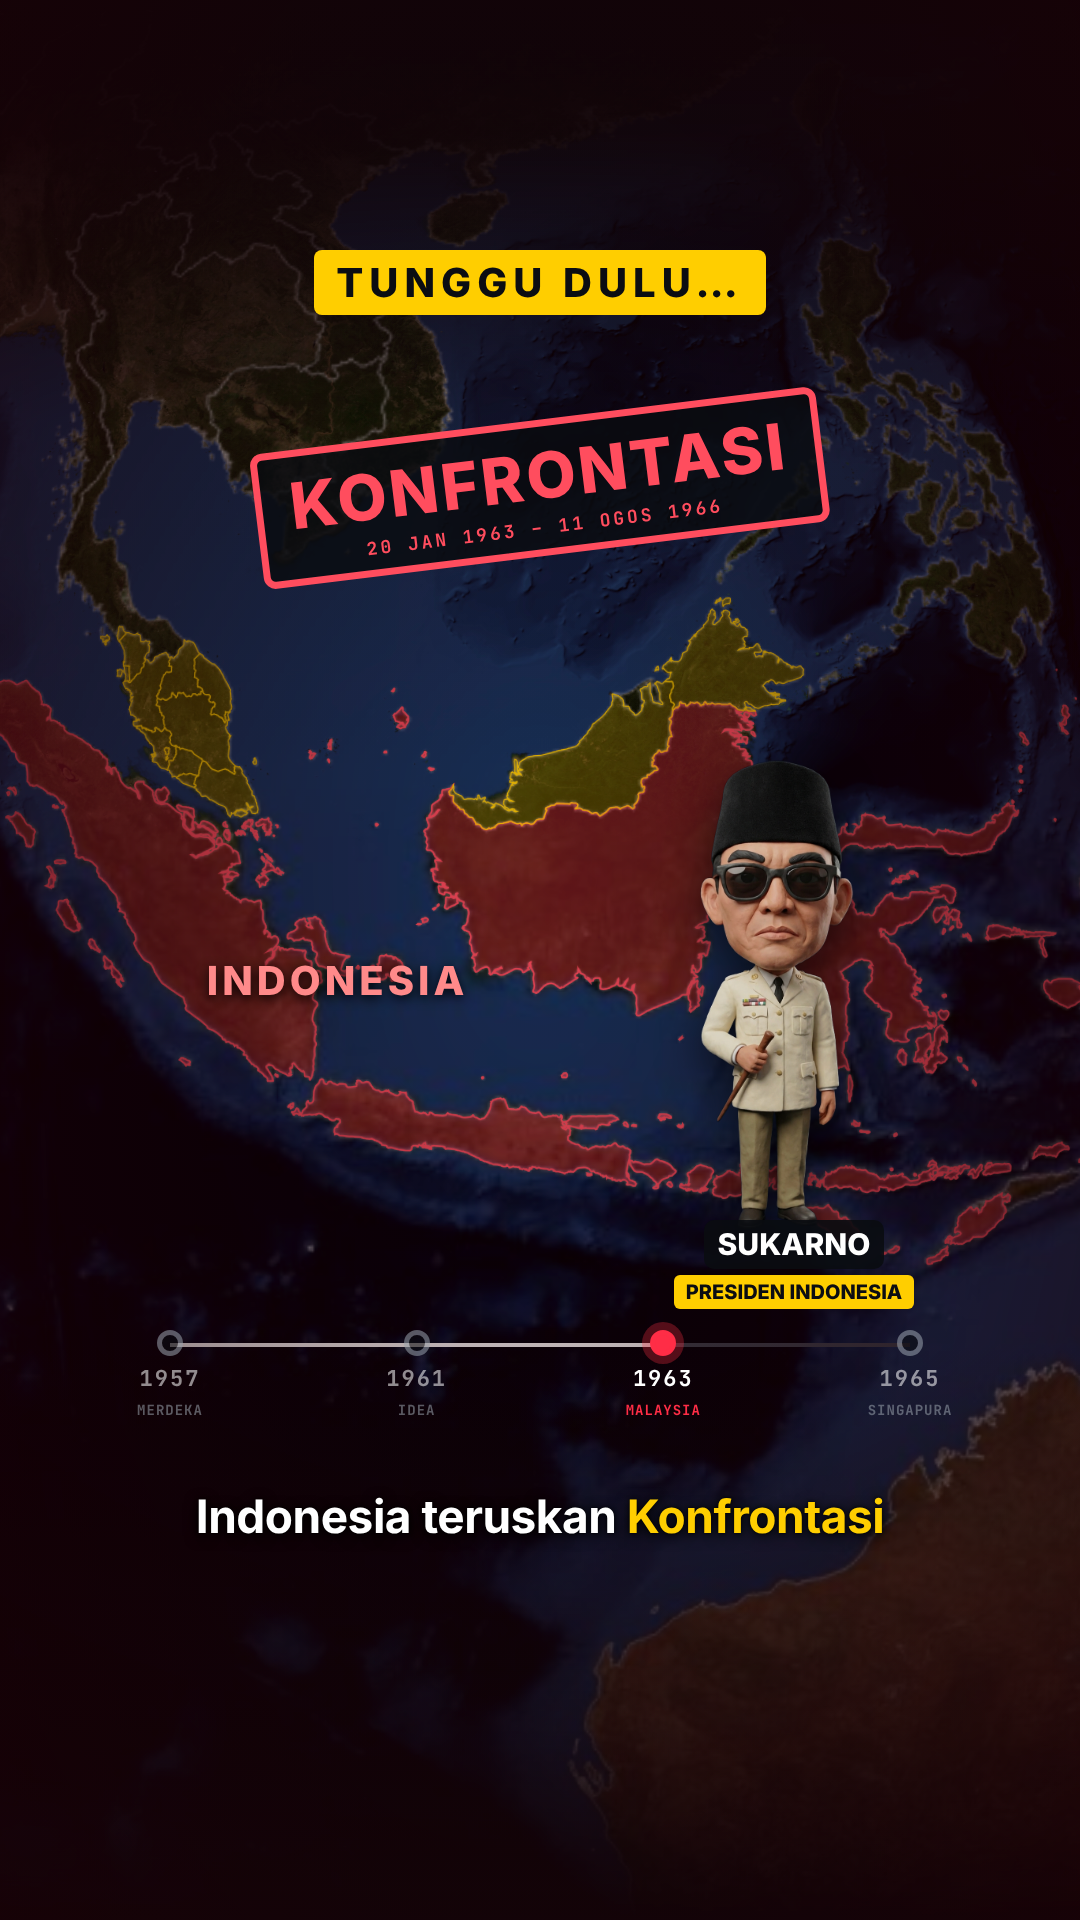 TUNGGU DULU...
KONFRONTASI
20 JAN 1963 – 11 OGOS 1966
INDONESIA
SUKARNO
PRESIDEN INDONESIA
1957
MERDEKA
1961
IDEA
1963
MALAYSIA
1965
SINGAPURA
Indonesia teruskan Konfrontasi